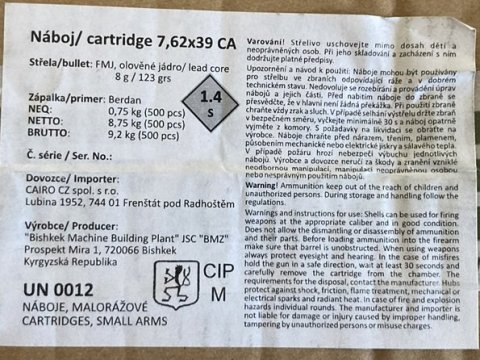 Náboj/ cartridge 7,62x39 CA
Střela/bullet: FMJ, olověné jádro/ lead core
8 g / 123 grs
Zápalka/primer: Berdan
NEQ: 0,75 kg (500 pcs)
NETTO: 8,75 kg (500 pcs)
BRUTTO: 9,2 kg (500 pcs)
1.4
S
Č. série / Ser. No.:
Dovozce/ Importer:
CAIRO CZ spol. s r.o.
Lubina 1952, 744 01 Frenštát pod Radhoštěm
Výrobce/ Producer:
"Bishkek Machine Building Plant" JSC "BMZ"
Prospekt Mira 1, 720066 Bishkek
Kyrgyzská Republika
UN 0012
NÁBOJE, MALORÁŽOVÉ
CARTRIDGES, SMALL ARMS
CIP
M
Varování! Střelivo uschovejte mimo dosah dětí a
neoprávněných osob. Při jeho skladování a zacházení s ním
dodržujte platné předpisy.
Upozornění a návod k použití: Náboje mohou být používány
pro střelbu ve zbraních odpovídající ráže a v dobrém
technickém stavu. Nedovoluje se rozebírání a provádění úprav
nábojů a jejich částí. Před nabitím náboje do zbraně se
přesvědčte, že v hlavni není žádná překážka. Při použití zbraně
chraňte vždy zrak a sluch. V případě selhání výstřelu držte zbraň
v bezpečném směru, vyčkejte minimálně 30 s a náboj opatrně
vyjměte z komory. S požadavky na likvidaci se obraťte na
výrobce. Náboje chraňte před nárazem, třením, plamenem,
působením mechanické nebo elektrické jiskry a sálavého tepla.
V případě požáru hrozí nebezpečí výbuchu jednotlivých
nábojů. Výrobce a dovozce neručí za škody a zranění vzniklé
neodbornou manipulací, manipulací neoprávněnou osobou
nebo nesprávným použitím nábojů.
Warning! Ammunition keep out of the reach of children and
unauthorized persons. During storage and handling follow the
regulations.
Warnings and instructions for use: Shells can be used for firing
weapons at the appropriate caliber and in good condition.
Does not allow the dismantling or disassembly of ammunition
and their parts. Before loading ammunition into the firearm
make sure that barrel is unobstructed. When using weapons
always protect eyesight and hearing. In the case of misfires
hold the gun in a safe direction, wait at least 30 seconds and
carefully remove the cartridge from the chamber. The
requirements for the disposal, contact the manufacturer. Hubs
protect against shock, friction, flame treatment, mechanical or
electrical sparks and radiant heat. In case of fire and explosion
hazards individual rounds. The manufacturer and importer is
not liable for damage or injury caused by improper handling,
tampering by unauthorized persons or misuse charges.